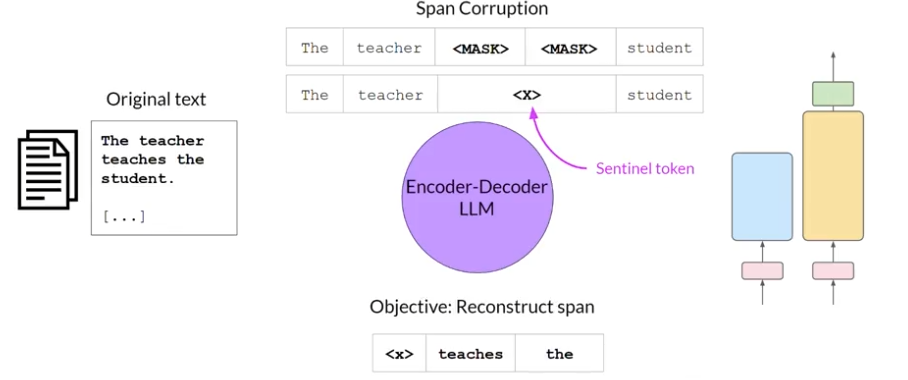 Span Corruption
The teacher <MASK> <MASK> student
The teacher <X> student
Original text
The teacher
teaches the
student.
[...]
Sentinel token
Encoder-Decoder
LLM
Objective: Reconstruct span
<x> teaches the